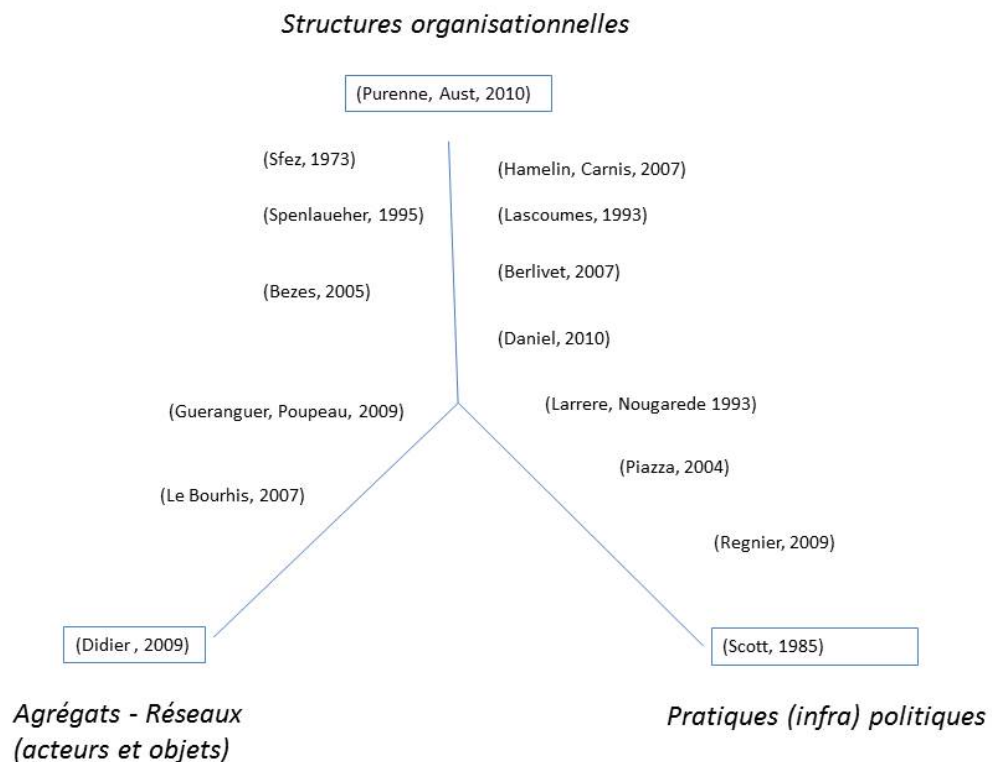 Structures organisationnelles
(Purenne, Aust, 2010)
(Sfez, 1973)
(Hamelin, Carnis, 2007)
(Spenlaueher, 1995)
(Lascoumes, 1993)
(Berlivet, 2007)
(Bezes, 2005)
(Daniel, 2010)
(Larrere, Nougarede 1993)
(Gueranguer, Poupeau, 2009)
(Piazza, 2004)
(Le Bourhis, 2007)
(Regnier, 2009)
(Didier , 2009)
(Scott, 1985)
Agrégats - Réseaux
(acteurs et objets)
Pratiques (infra) politiques